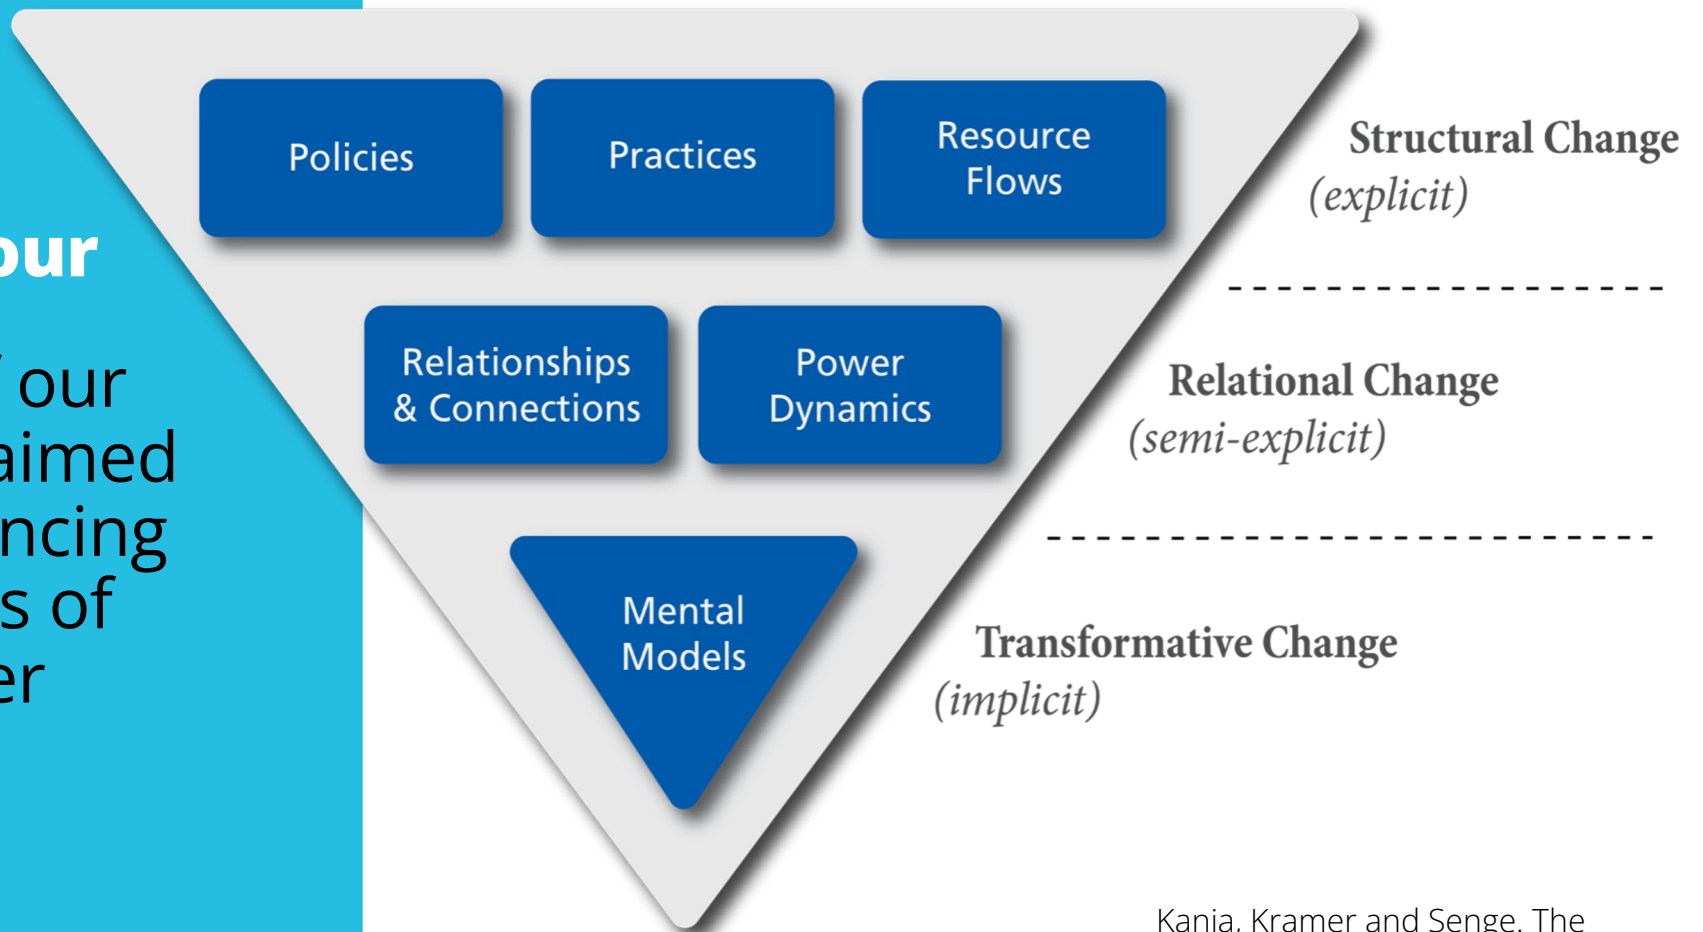 our
our
aimed
ncing
s of
er
Policies
Practices
Resource
Flows
Relationships
& Connections
Power
Dynamics
Mental
Models
Structural Change
(explicit)
Relational Change
(semi-explicit)
Transformative Change
(implicit)
Kania, Kramer and Senge. The